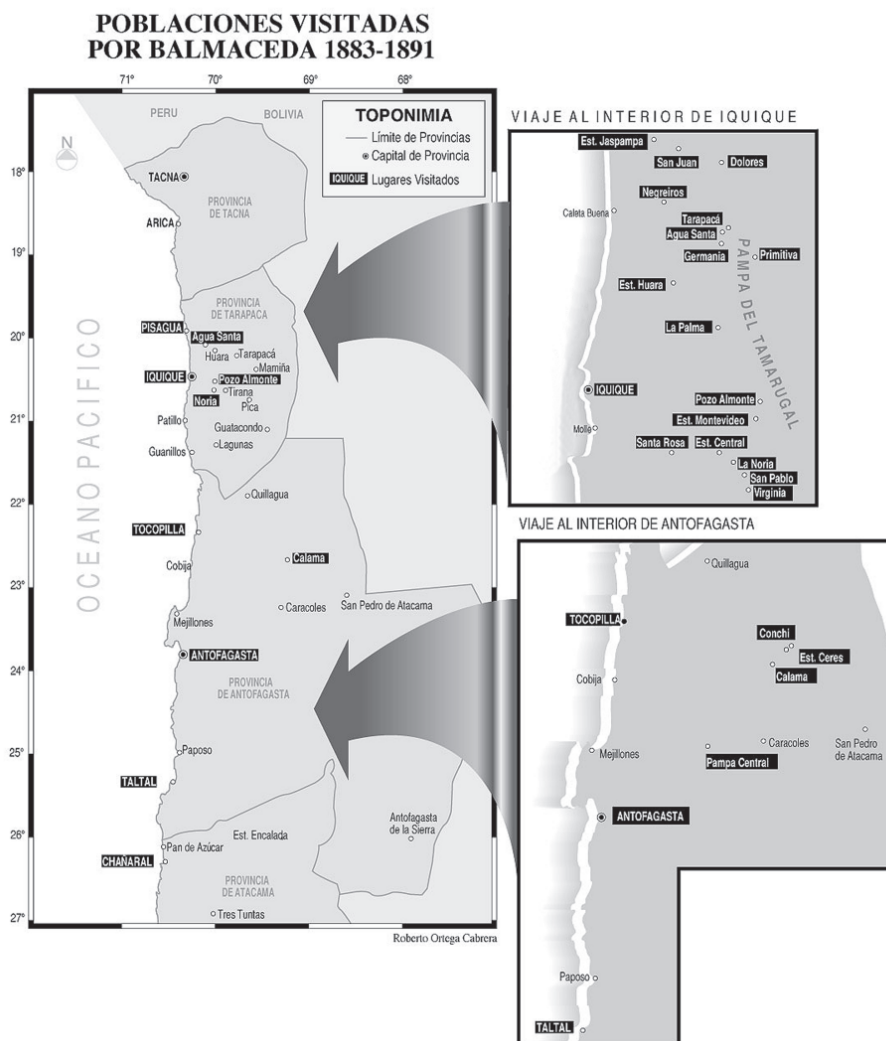 POBLACIONES VISITADAS
POR BALMACEDA 1883-1891
71°
70°
69°
68°
PERU
BOLIVIA
N
TOPONIMIA
Límite de Provincias
Capital de Provincia
IQUIQUE Lugares Visitados
18°
19°
20°
21°
22°
23°
24°
25°
26°
27°
OCEANO PACIFICO
TACNA
PROVINCIA
DE TACNA
ARICA
PROVINCIA
DE TARAPACA
PISAGUA
Agua Santa
Huara
Tarapacá
Mamiña
IQUIQUE
Pozo Almonte
Tirana
Noria
Pica
Patillo
Guatacondo
Lagunas
Guanillos
Quillagua
TOCOPILLA
Calama
Cobija
Caracoles
San Pedro de Atacama
Mejillones
ANTOFAGASTA
PROVINCIA
DE ANTOFAGASTA
Paposo
TALTAL
Antofagasta
de la Sierra
Est. Encalada
Pan de Azúcar
CHAÑARAL
PROVINCIA
DE ATACAMA
Tres Tuntas
Roberto Ortega Cabrera
VIAJE AL INTERIOR DE IQUIQUE
Est. Jaspampa
San Juan
Dolores
Negreiros
Caleta Buena
Tarapacá
Agua Santa
Germanía
Primitiva
PAMPA DEL TAMARUGAL
Est. Huara
La Palma
IQUIQUE
Pozo Almonte
Est. Montevideo
Molle
Santa Rosa
Est. Central
La Noria
San Pablo
Virginia
VIAJE AL INTERIOR DE ANTOFAGASTA
Quillagua
TOCOPILLA
Conchi
Est. Ceres
Calama
Cobija
Mejillones
Caracoles
San Pedro
de Atacama
Pampa Central
ANTOFAGASTA
Paposo
TALTAL